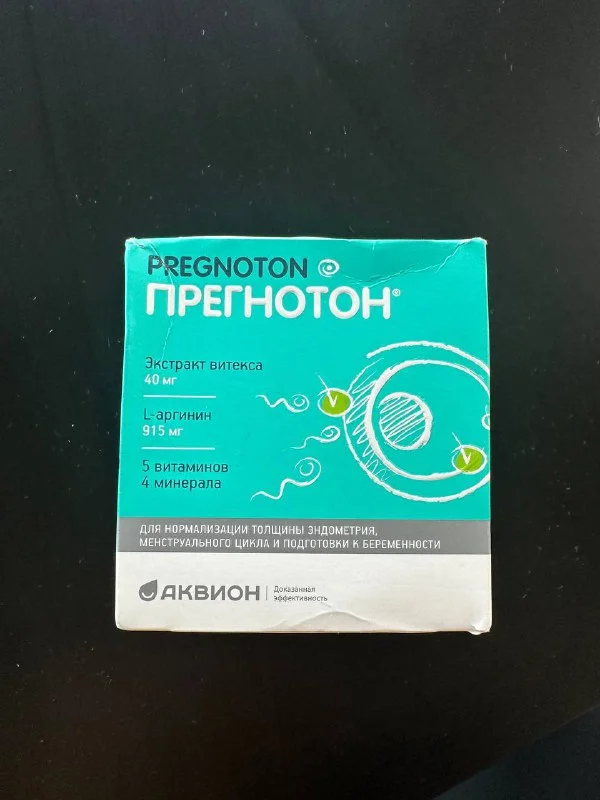 PREGNOTON
ПРЕГНОТОН®
Экстракт витекса
40 мг
L-аргинин
915 мг
5 витаминов
4 минерала
ДЛЯ НОРМАЛИЗАЦИИ ТОЛЩИНЫ ЭНДОМЕТРИЯ,
МЕНСТРУАЛЬНОГО ЦИКЛА И ПОДГОТОВКИ К БЕРЕМЕННОСТИ
АКВИОН
Доказанная
эффективность